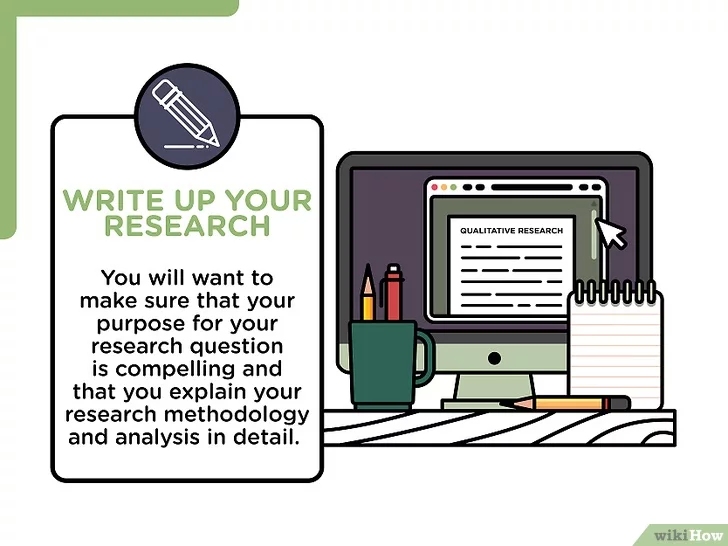 WRITE UP YOUR
RESEARCH
You will want to
make sure that your
purpose for your
research question
is compelling and
that you explain your
research methodology
and analysis in detail.
QUALITATIVE RESEARCH
wikiHow